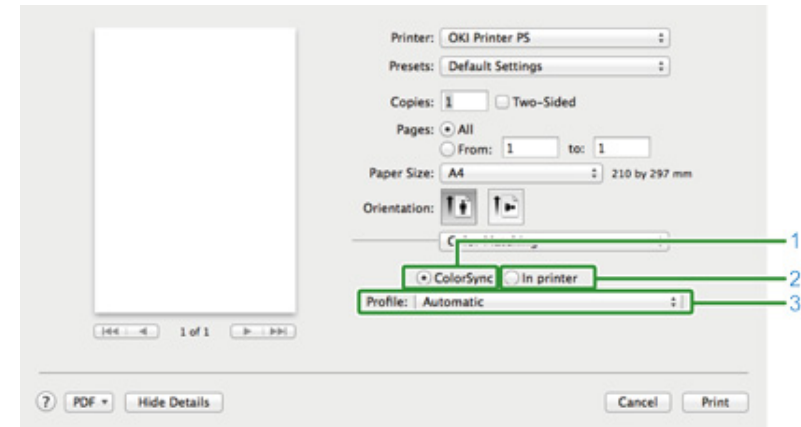 Printer: OKI Printer PS
Presets: Default Settings
Copies: 1 Two-Sided
Pages: All
From: 1 to: 1
Paper Size: A4 210 by 297 mm
Orientation:
1
ColorSync In printer 2
Profile: Automatic 3
1 of 1
? PDF Hide Details Cancel Print